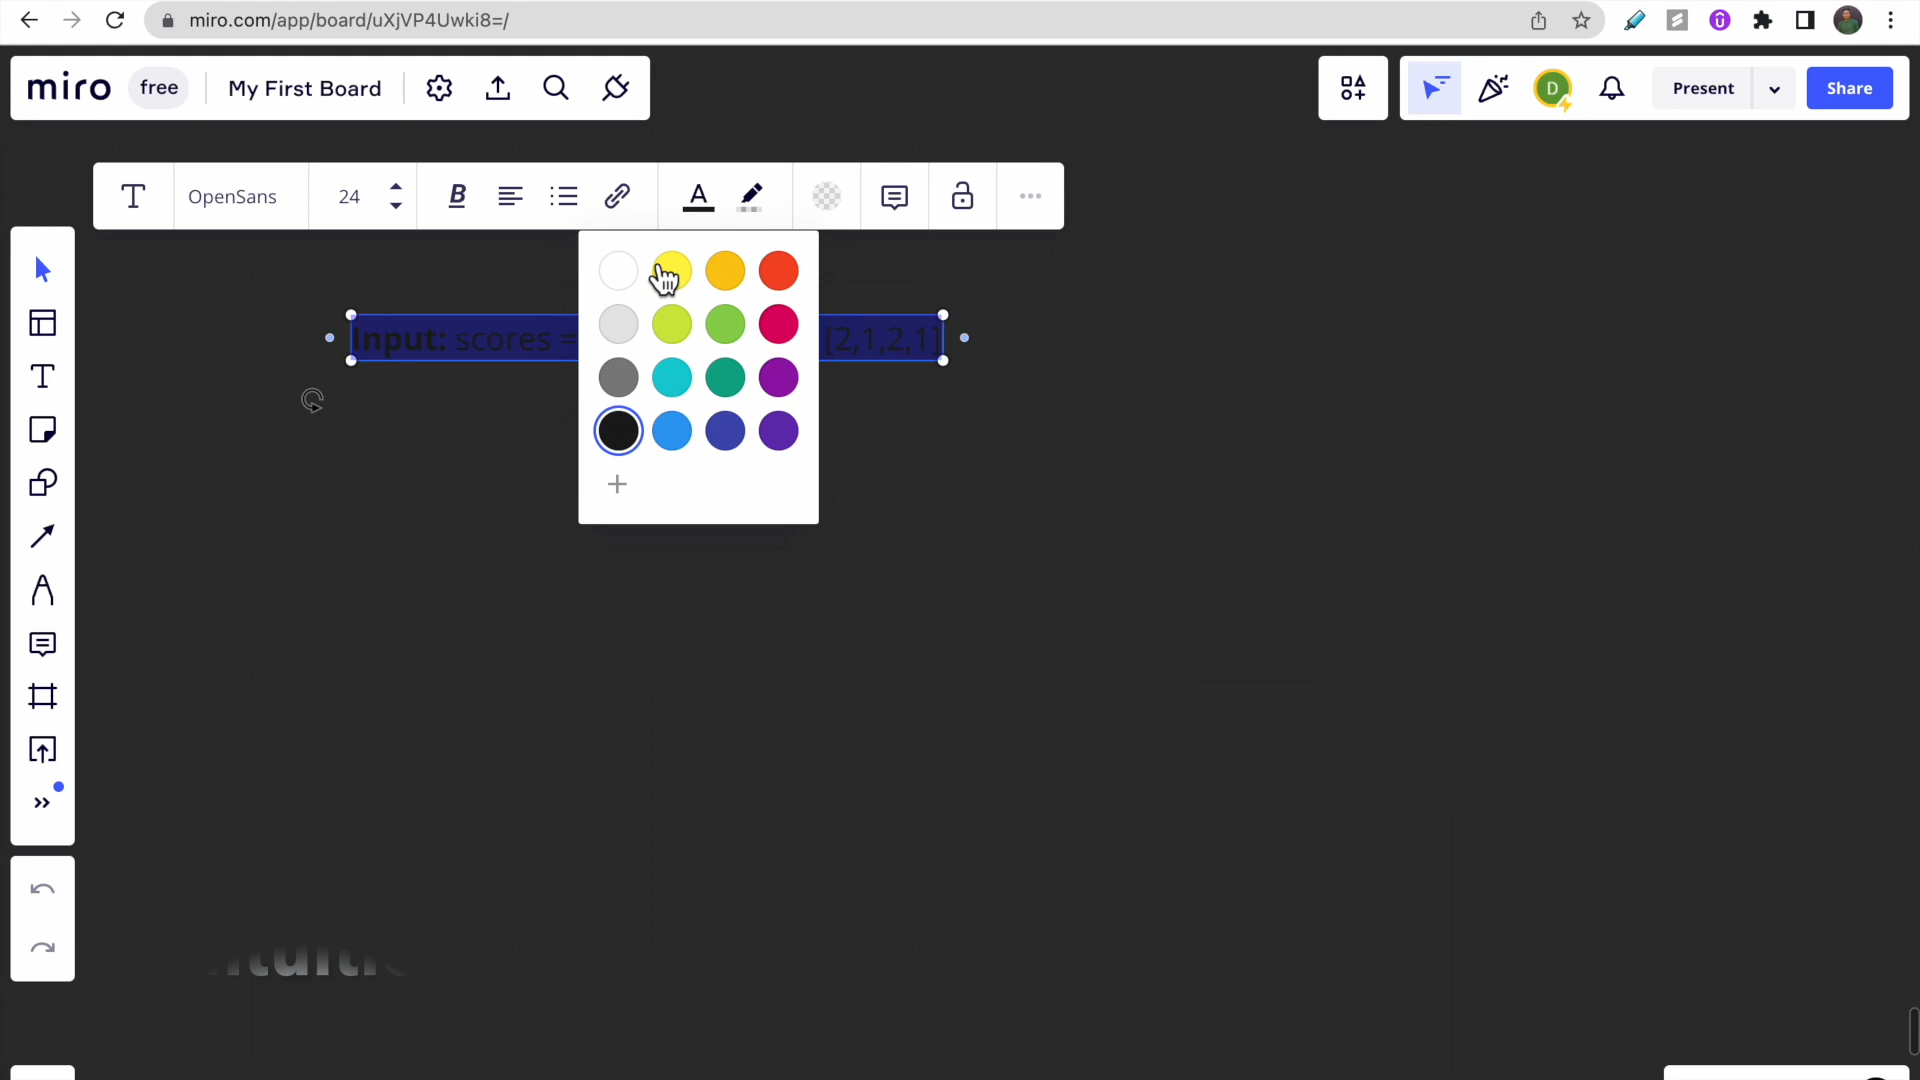 miro.com/app/board/uXjVP4Uwki8=/
miro free My First Board Present Share
D
OpenSans 24 B A
Input: scores = [2,1,2,1]